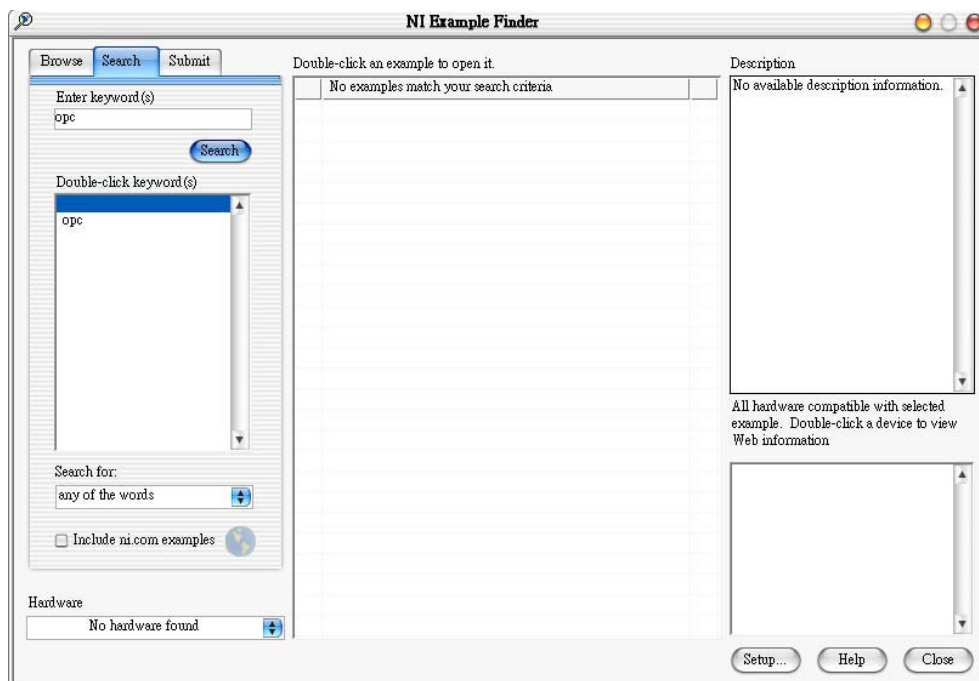 NI Example Finder
Browse
Search
Submit
Enter keyword(s)
opc
Search
Double-click keyword(s)
opc
Search for:
any of the words
Include ni.com examples
Hardware
No hardware found
Double-click an example to open it.
No examples match your search criteria
Description
No available description information.
All hardware compatible with selected
example. Double-click a device to view
Web information
Setup...
Help
Close